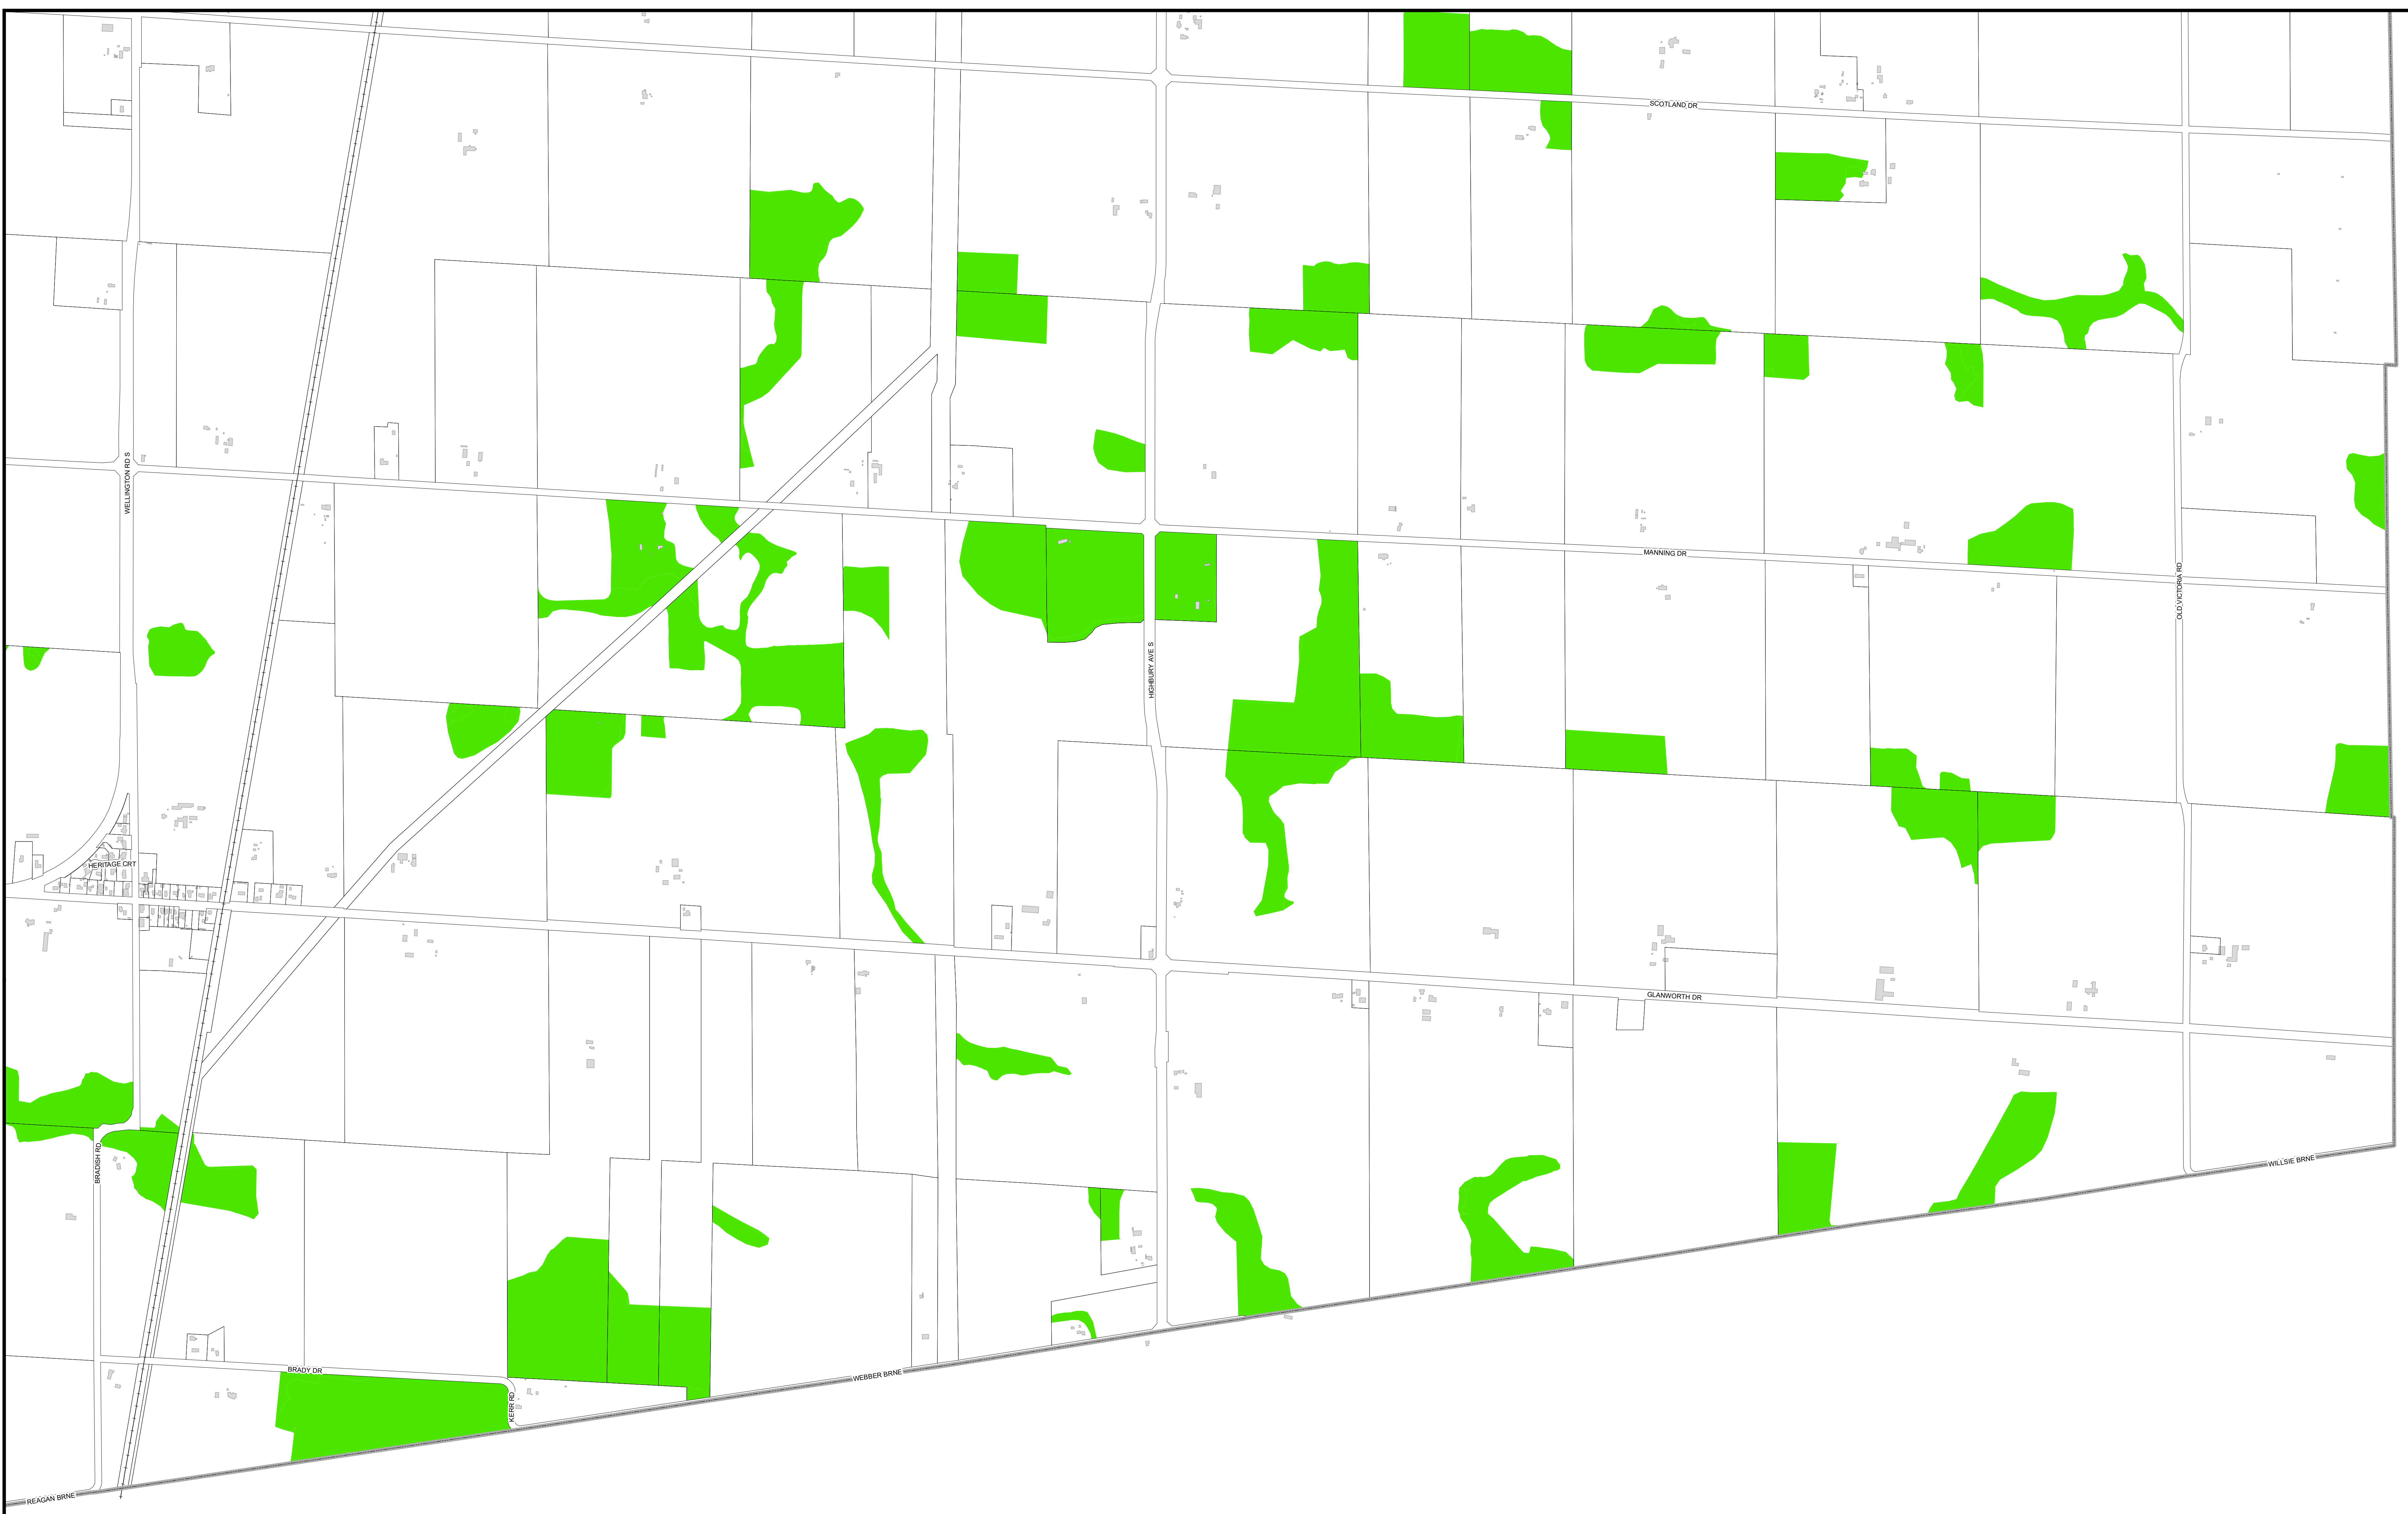 SCOTLAND DR
WELLINGTON RD S
MANNING DR
OLD VICTORIA RD
HIGHBURY AVE S
HERITAGE CRT
GLANWORTH DR
BRADISH RD
WILLSIE BRNE
BRADY DR
WEBBER BRNE
KERR RD
REAGAN BRNE